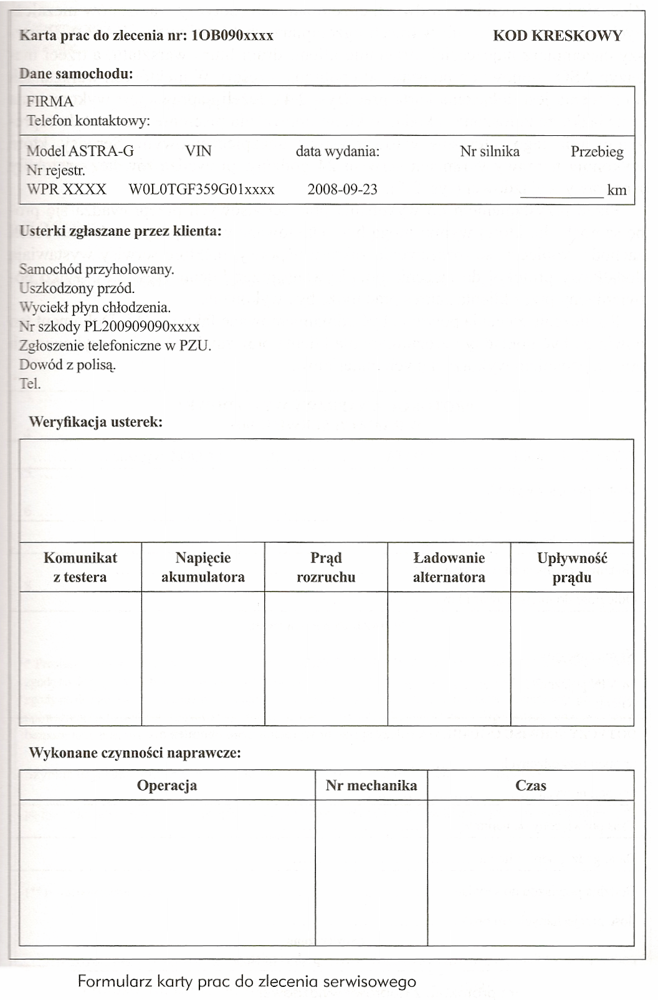 Karta prac do zlecenia nr: 1OB090xxxx KOD KRESKOWY
Dane samochodu:
FIRMA
Telefon kontaktowy:
Model ASTRA-G VIN data wydania: Nr silnika Przebieg
Nr rejestr.
WPR XXXX W0L0TGF359G01xxxx 2008-09-23 __________ km
Usterki zgłaszane przez klienta:
Samochód przyholowany.
Uszkodzony przód.
Wyciekł płyn chłodzenia.
Nr szkody PL200909090xxxx
Zgłoszenie telefoniczne w PZU.
Dowód z polisą.
Tel.
Weryfikacja usterek:
Komunikat z testera Napięcie akumulatora Prąd rozruchu Ładowanie alternatora Upływność prądu
Wykonane czynności naprawcze:
Operacja Nr mechanika Czas
Formularz karty prac do zlecenia serwisowego